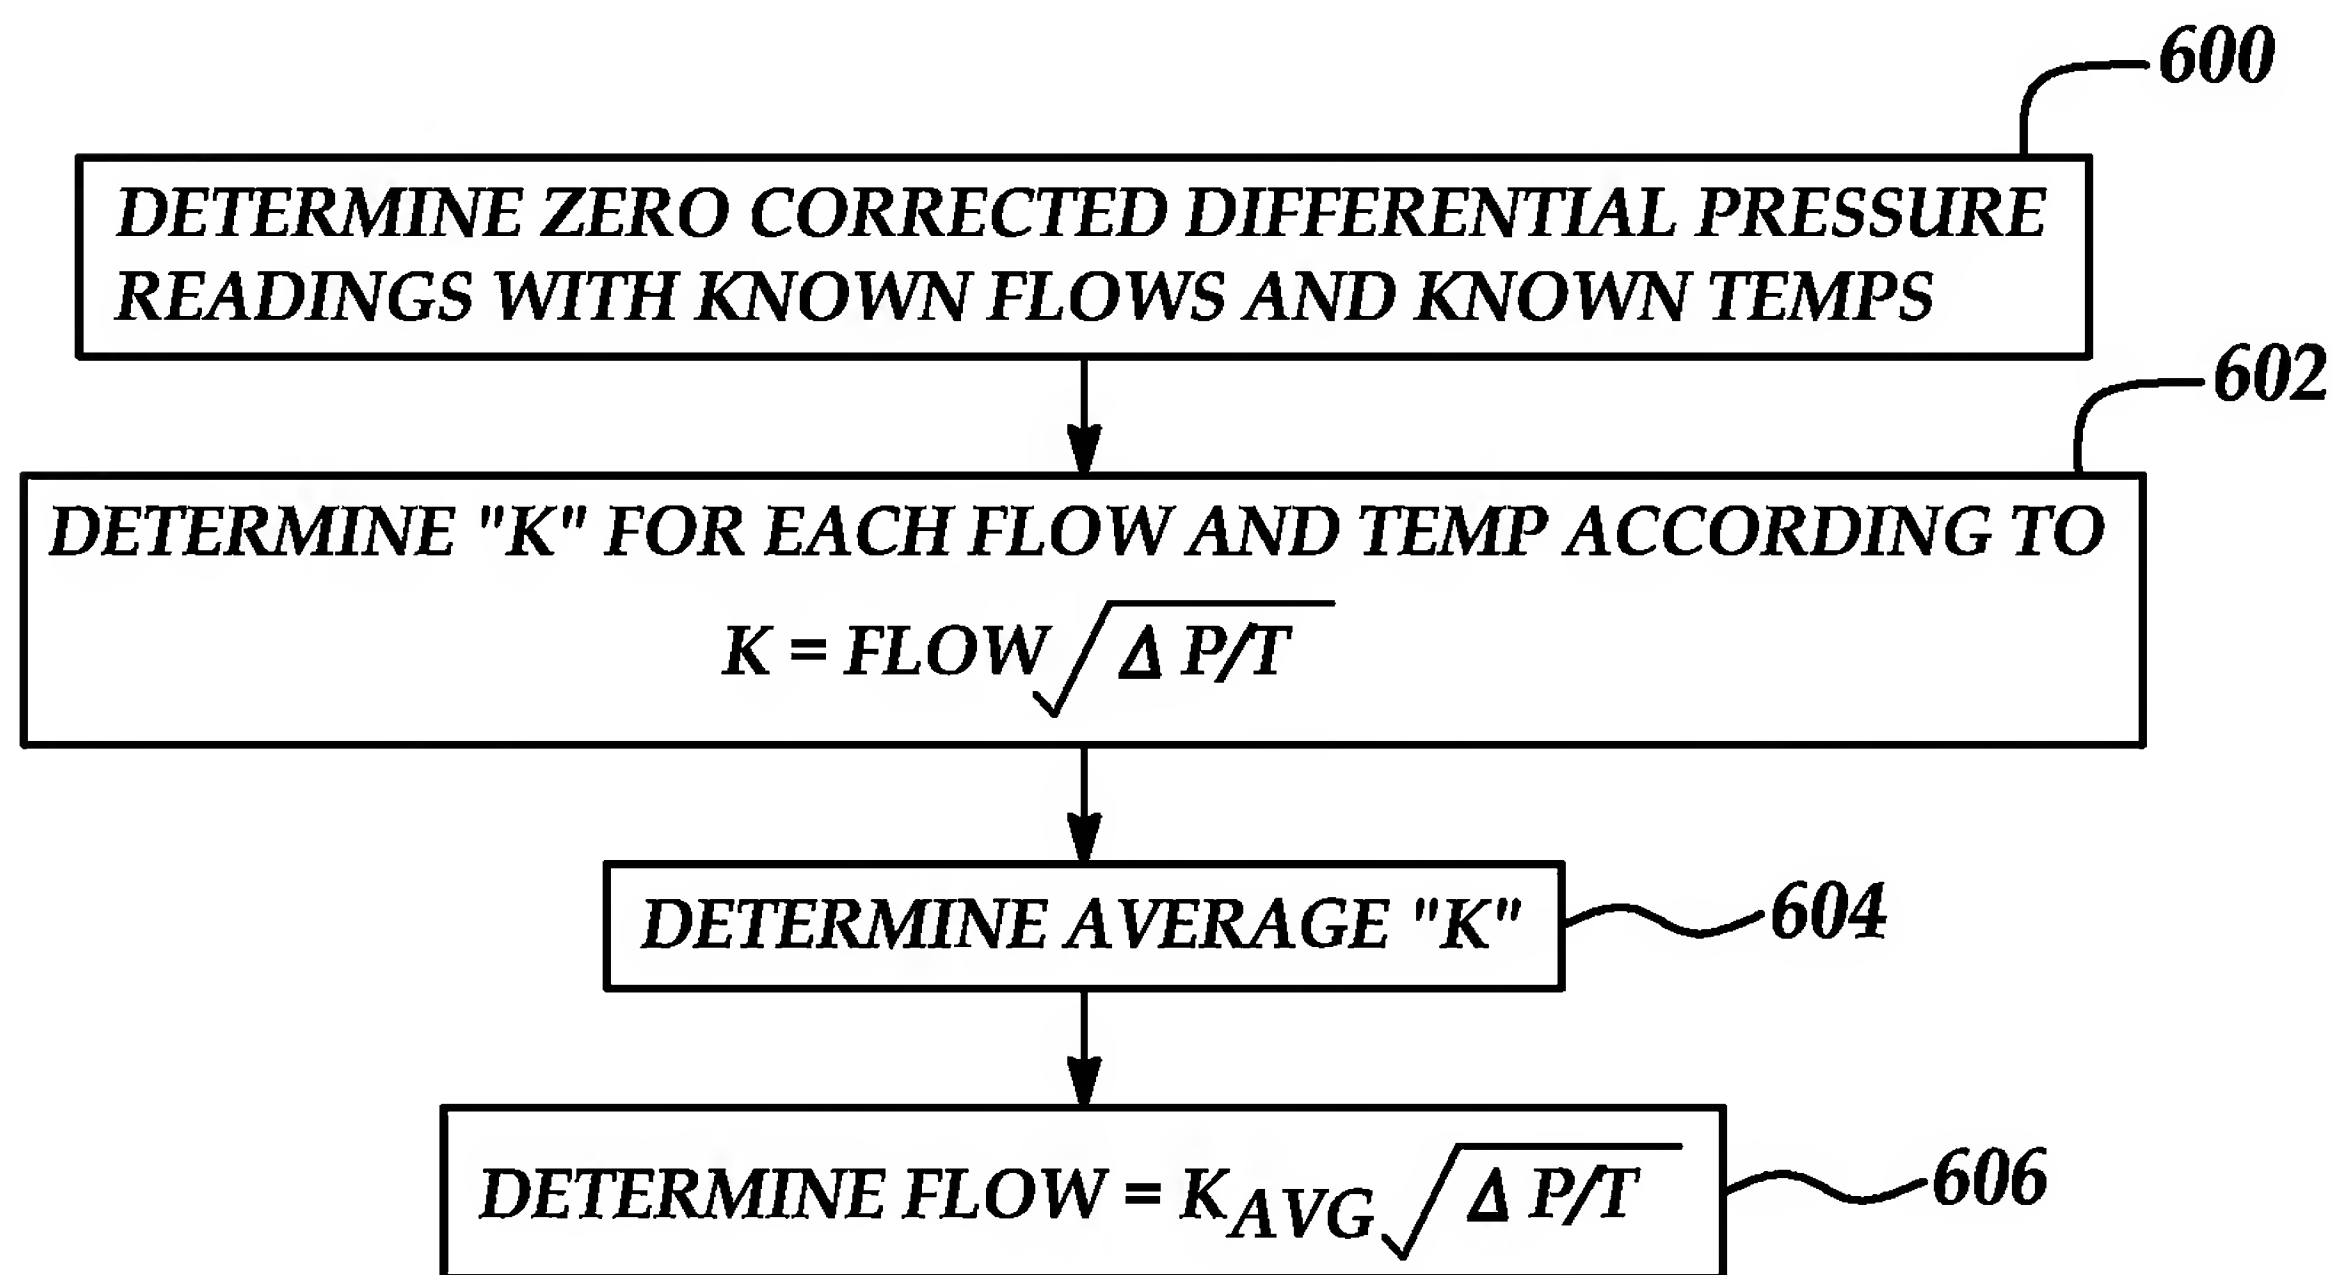 600
DETERMINE ZERO CORRECTED DIFFERENTIAL PRESSURE
READINGS WITH KNOWN FLOWS AND KNOWN TEMPS
602
DETERMINE "K" FOR EACH FLOW AND TEMP ACCORDING TO
K = FLOW√Δ P/T
DETERMINE AVERAGE "K"
604
DETERMINE FLOW = KAVG√Δ P/T
606